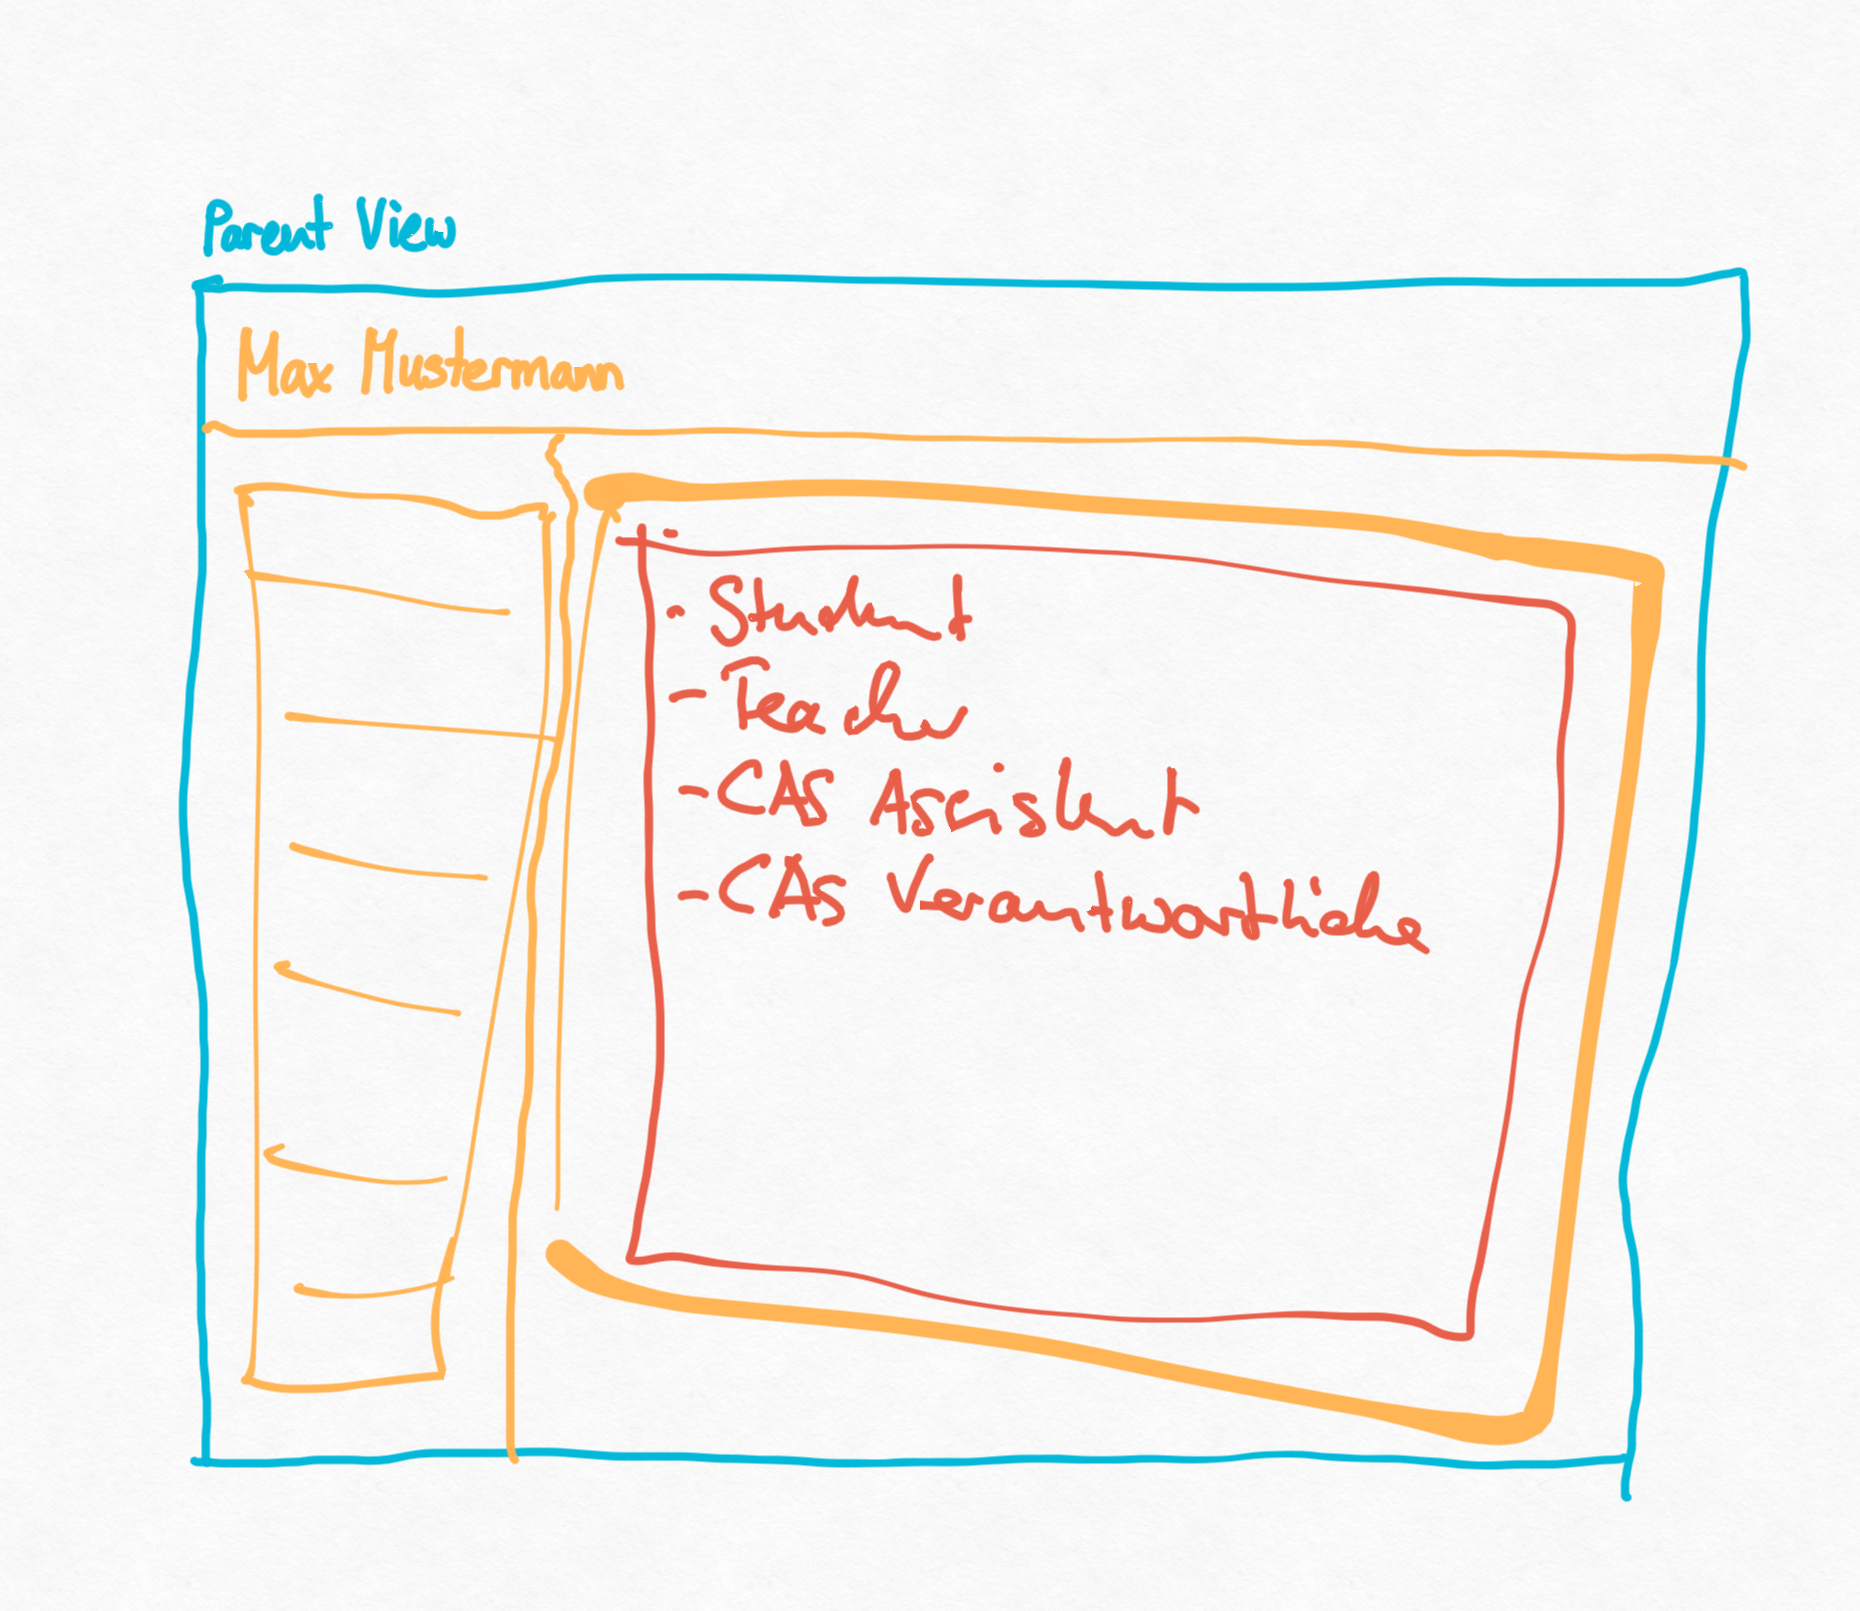 Parent View
Max Mustermann
- Student
- Teacher
- CAS Assistent
- CAS Verantwortliche